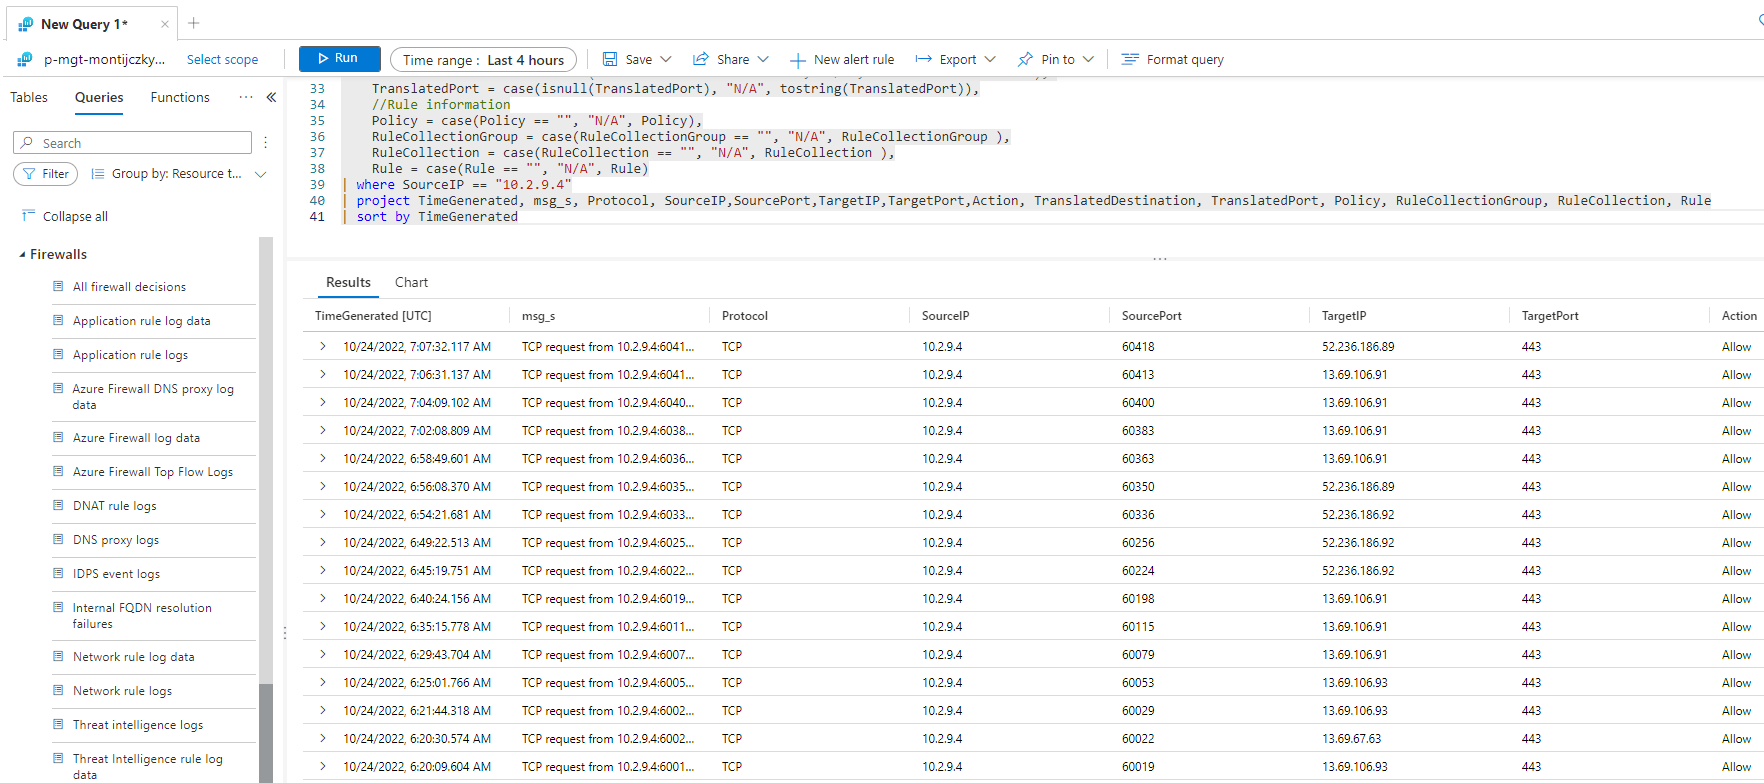 New Query 1*
p-mgt-montijczky...
Select scope
Run
Time range : Last 4 hours
Save
Share
New alert rule
Export
Pin to
Format query
Tables
Queries
Functions
Search
Filter
Group by: Resource t...
Collapse all
Firewalls
All firewall decisions
Application rule log data
Application rule logs
Azure Firewall DNS proxy log
data
Azure Firewall log data
Azure Firewall Top Flow Logs
DNAT rule logs
DNS proxy logs
IDPS event logs
Internal FQDN resolution
failures
Network rule log data
Network rule logs
Threat intelligence logs
Threat Intelligence rule log
data
33 TranslatedPort = case(isnull(TranslatedPort), "N/A", tostring(TranslatedPort)),
34 //Rule information
35 Policy = case(Policy == "", "N/A", Policy),
36 RuleCollectionGroup = case(RuleCollectionGroup == "", "N/A", RuleCollectionGroup ),
37 RuleCollection = case(RuleCollection == "", "N/A", RuleCollection ),
38 Rule = case(Rule == "", "N/A", Rule)
39 | where SourceIP == "10.2.9.4"
40 | project TimeGenerated, msg_s, Protocol, SourceIP,SourcePort,TargetIP,TargetPort,Action, TranslatedDestination, TranslatedPort, Policy, RuleCollectionGroup, RuleCollection, Rule
41 | sort by TimeGenerated
Results Chart
TimeGenerated [UTC] msg_s Protocol SourceIP SourcePort TargetIP TargetPort Action
10/24/2022, 7:07:32.117 AM TCP request from 10.2.9.4:6041... TCP 10.2.9.4 60418 52.236.186.89 443 Allow
10/24/2022, 7:06:31.137 AM TCP request from 10.2.9.4:6041... TCP 10.2.9.4 60413 13.69.106.91 443 Allow
10/24/2022, 7:04:09.102 AM TCP request from 10.2.9.4:6040... TCP 10.2.9.4 60400 13.69.106.91 443 Allow
10/24/2022, 7:02:08.809 AM TCP request from 10.2.9.4:6038... TCP 10.2.9.4 60383 13.69.106.91 443 Allow
10/24/2022, 6:58:49.601 AM TCP request from 10.2.9.4:6036... TCP 10.2.9.4 60363 13.69.106.91 443 Allow
10/24/2022, 6:56:08.370 AM TCP request from 10.2.9.4:6035... TCP 10.2.9.4 60350 52.236.186.89 443 Allow
10/24/2022, 6:54:21.681 AM TCP request from 10.2.9.4:6033... TCP 10.2.9.4 60336 52.236.186.92 443 Allow
10/24/2022, 6:49:22.513 AM TCP request from 10.2.9.4:6025... TCP 10.2.9.4 60256 52.236.186.92 443 Allow
10/24/2022, 6:45:19.751 AM TCP request from 10.2.9.4:6022... TCP 10.2.9.4 60224 52.236.186.92 443 Allow
10/24/2022, 6:40:24.156 AM TCP request from 10.2.9.4:6019... TCP 10.2.9.4 60198 13.69.106.91 443 Allow
10/24/2022, 6:35:15.778 AM TCP request from 10.2.9.4:6011... TCP 10.2.9.4 60115 13.69.106.91 443 Allow
10/24/2022, 6:29:43.704 AM TCP request from 10.2.9.4:6007... TCP 10.2.9.4 60079 13.69.106.91 443 Allow
10/24/2022, 6:25:01.766 AM TCP request from 10.2.9.4:6005... TCP 10.2.9.4 60053 13.69.106.93 443 Allow
10/24/2022, 6:21:44.318 AM TCP request from 10.2.9.4:6002... TCP 10.2.9.4 60029 13.69.106.93 443 Allow
10/24/2022, 6:20:30.574 AM TCP request from 10.2.9.4:6002... TCP 10.2.9.4 60022 13.69.67.63 443 Allow
10/24/2022, 6:20:09.604 AM TCP request from 10.2.9.4:6001... TCP 10.2.9.4 60019 13.69.106.93 443 Allow